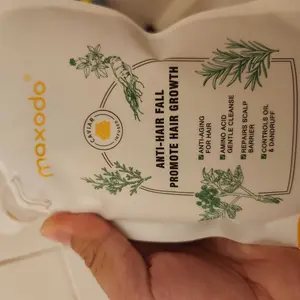 maxodo
CAVIAR
ANTI-HAIR FALL
PROMOTE HAIR GROWTH
ANTI-AGING
FOR HAIR
AMINO ACID
GENTLE CLEANSE
REPAIRS SCALP
BARRIER
CONTROLS OIL
& DANDRUFF